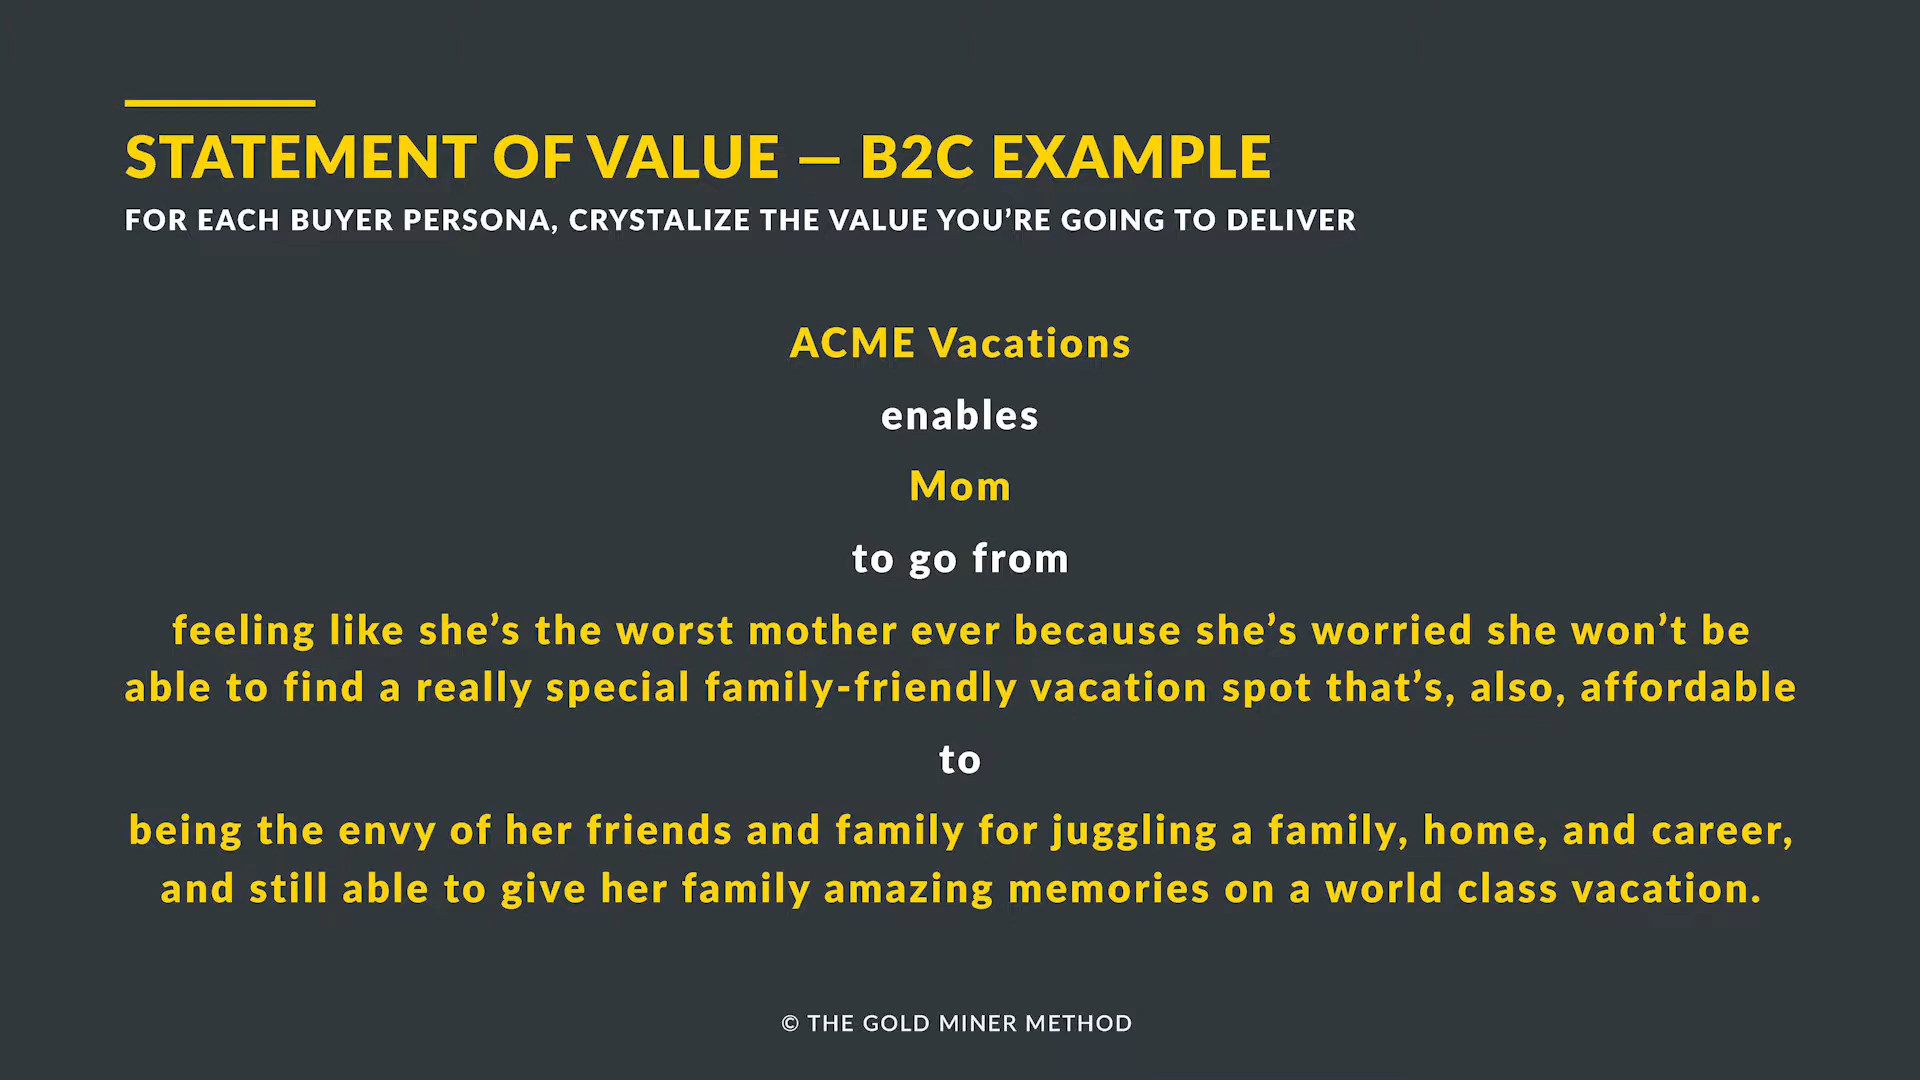 STATEMENT OF VALUE — B2C EXAMPLE
FOR EACH BUYER PERSONA, CRYSTALIZE THE VALUE YOU’RE GOING TO DELIVER
ACME Vacations
enables
Mom
to go from
feeling like she’s the worst mother ever because she’s worried she won’t be
able to find a really special family-friendly vacation spot that’s, also, affordable
to
being the envy of her friends and family for juggling a family, home, and career,
and still able to give her family amazing memories on a world class vacation.
© THE GOLD MINER METHOD